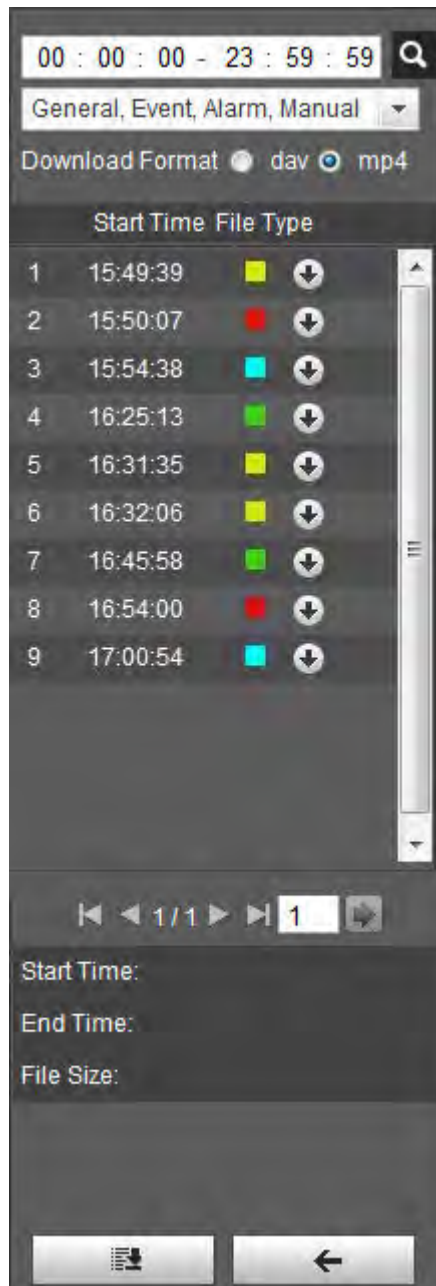 00 : 00 : 00 - 23 : 59 : 59
General, Event, Alarm, Manual
Download Format dav mp4
Start Time File Type
1 15:49:39
2 15:50:07
3 15:54:38
4 16:25:13
5 16:31:35
6 16:32:06
7 16:45:58
8 16:54:00
9 17:00:54
1 / 1 1
Start Time:
End Time:
File Size: